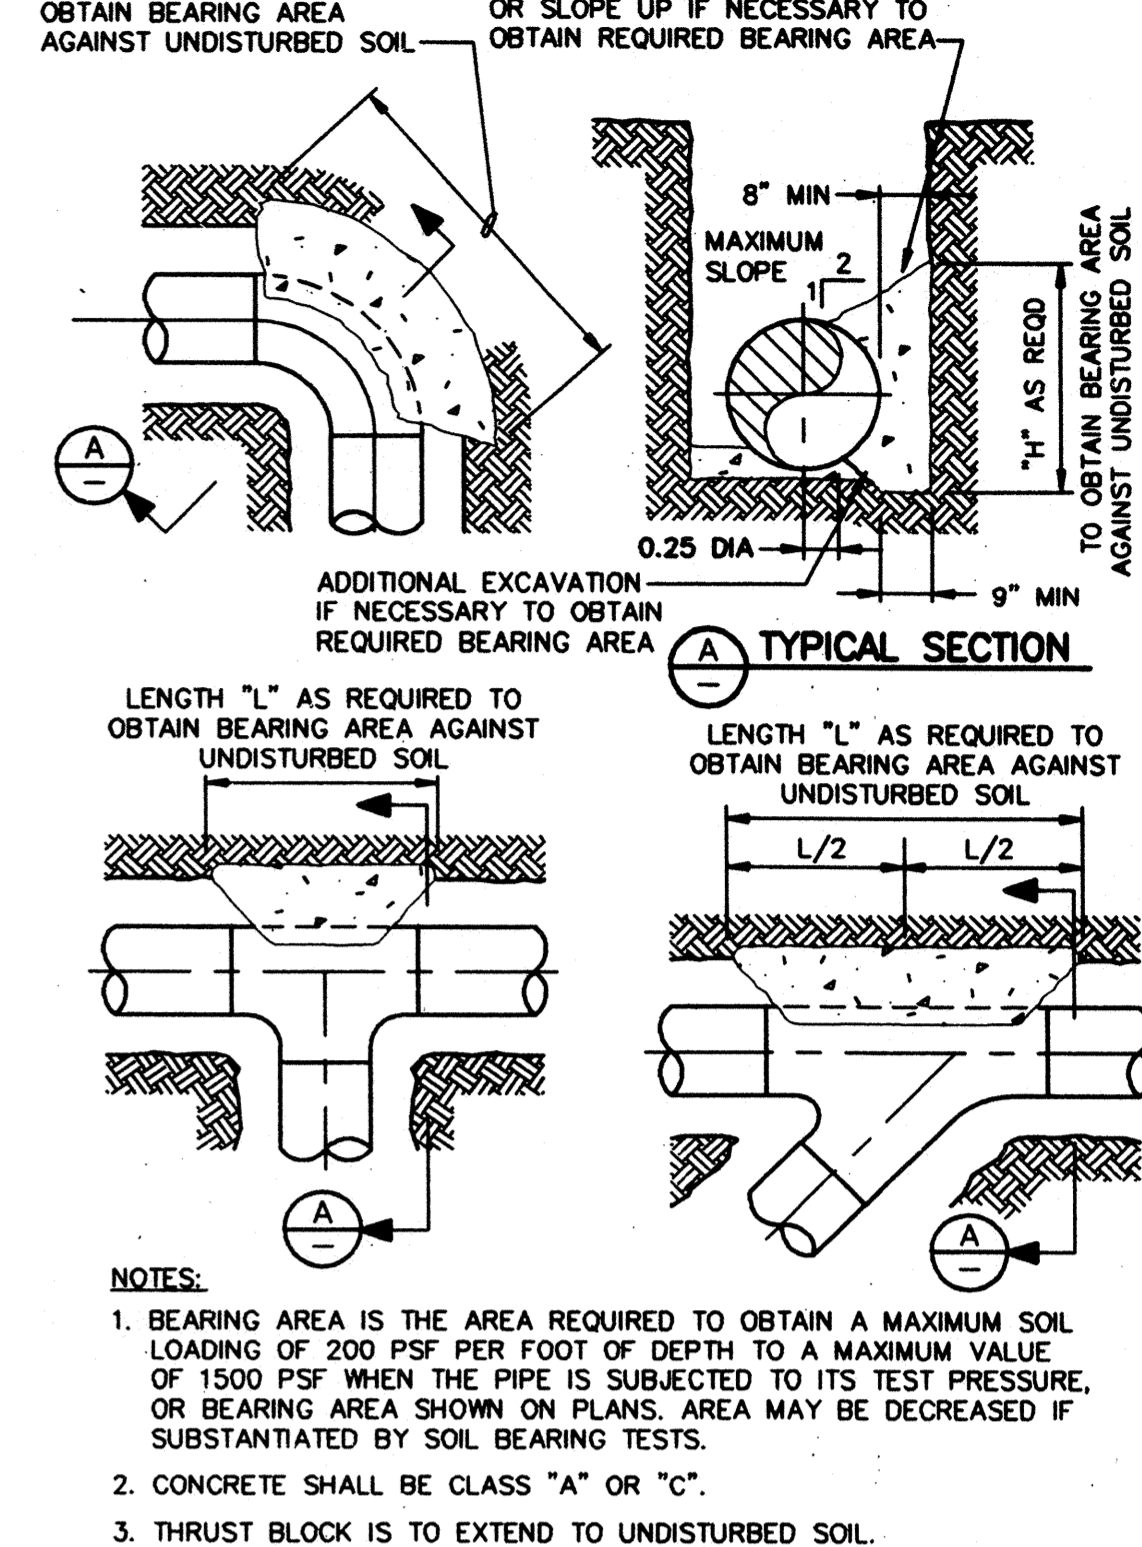 OBTAIN BEARING AREA
AGAINST UNDISTURBED SOIL
OR SLOPE UP IF NECESSARY TO
OBTAIN REQUIRED BEARING AREA
8" MIN
MAXIMUM
SLOPE
2
1
"H" AS REQD
TO OBTAIN BEARING AREA
AGAINST UNDISTURBED SOIL
A
–
0.25 DIA
9" MIN
ADDITIONAL EXCAVATION
IF NECESSARY TO OBTAIN
REQUIRED BEARING AREA
A
–
TYPICAL SECTION
LENGTH "L" AS REQUIRED TO
OBTAIN BEARING AREA AGAINST
UNDISTURBED SOIL
LENGTH "L" AS REQUIRED TO
OBTAIN BEARING AREA AGAINST
UNDISTURBED SOIL
L/2 L/2
A
–
A
–
NOTES:
1. BEARING AREA IS THE AREA REQUIRED TO OBTAIN A MAXIMUM SOIL
LOADING OF 200 PSF PER FOOT OF DEPTH TO A MAXIMUM VALUE
OF 1500 PSF WHEN THE PIPE IS SUBJECTED TO ITS TEST PRESSURE,
OR BEARING AREA SHOWN ON PLANS. AREA MAY BE DECREASED IF
SUBSTANTIATED BY SOIL BEARING TESTS.
2. CONCRETE SHALL BE CLASS "A" OR "C".
3. THRUST BLOCK IS TO EXTEND TO UNDISTURBED SOIL.